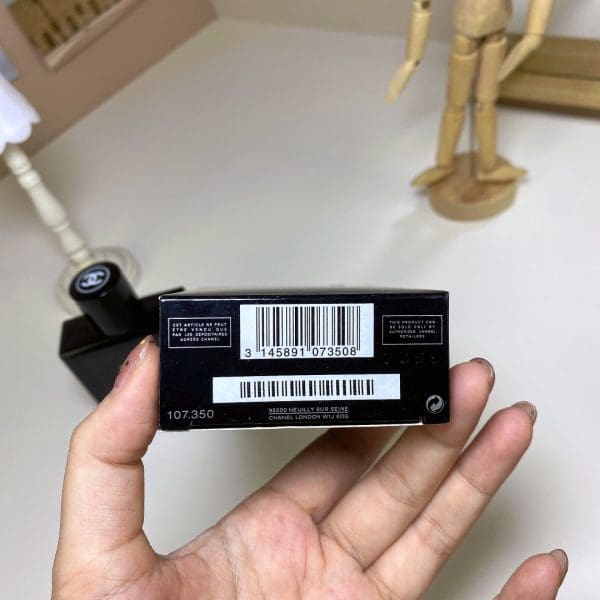 CET ARTICLE NE PEUT
ÊTRE VENDU QUE
PAR LES DEPOSITAIRES
AGRÉÉS CHANEL
3 145891 073508
THIS PRODUCT CAN
BE SOLD ONLY BY
AUTHORIZED CHANEL
RETAILERS
107.350
92200 NEUILLY SUR SEINE
CHANEL LONDON W1J 6DG